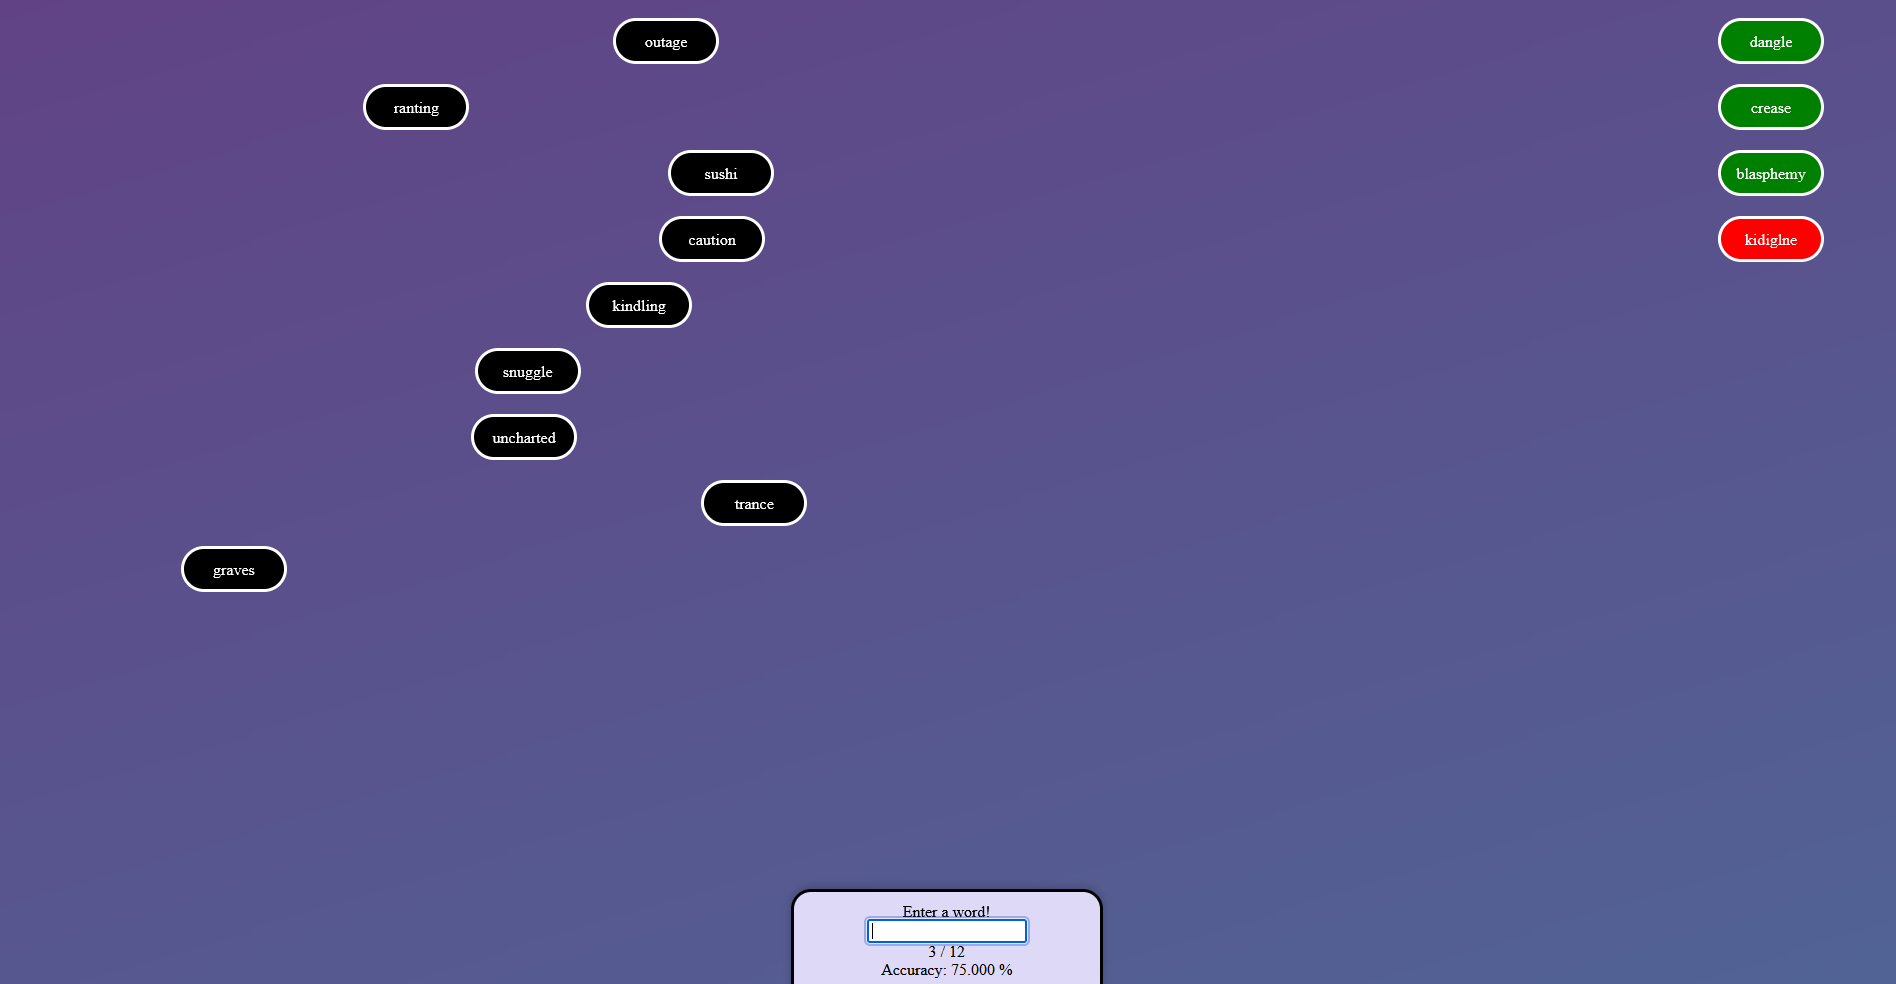 outage
dangle
ranting
crease
sushi
blasphemy
caution
kidiglne
kindling
snuggle
uncharted
trance
graves
Enter a word!
3 / 12
Accuracy: 75.000 %